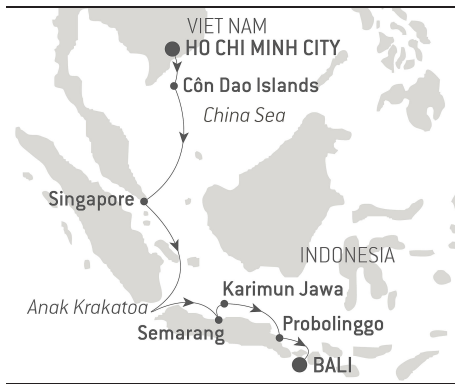 VIET NAM
HO CHI MINH CITY
Côn Dao Islands
China Sea
Singapore
INDONESIA
Karimun Jawa
Anak Krakatoa
Semarang
Probolinggo
BALI